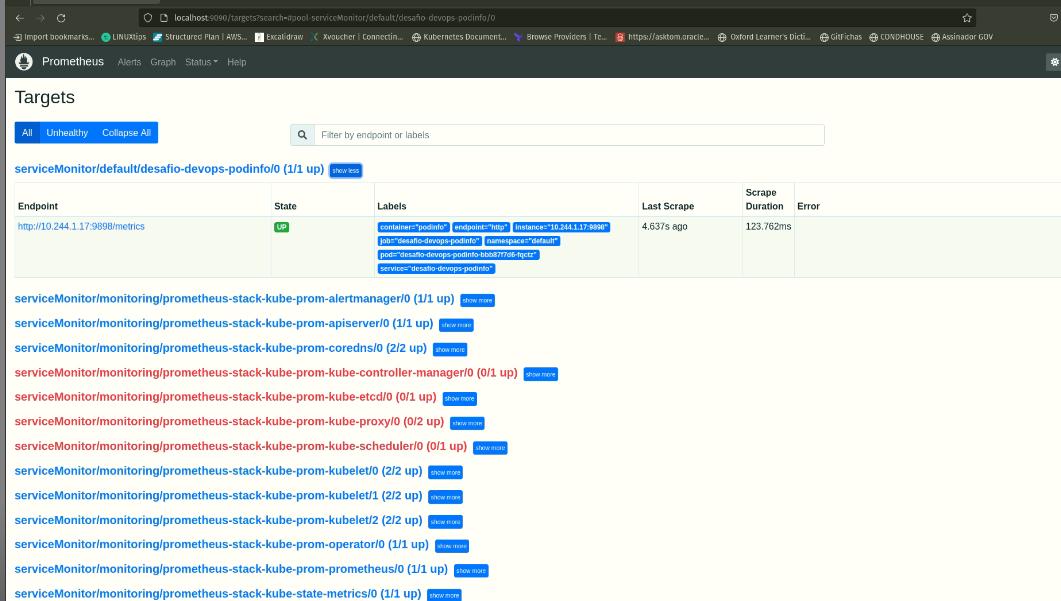 localhost:9090/targets?search=#pool-serviceMonitor/default/desafio-devops-podinfo/0
Import bookmarks... LINUXtips Structured Plan | AWS... Excalidraw Xvoucher | Connectin... Kubernetes Document... Browse Providers | Te... https://asktom.oracle... Oxford Learner's Dicti... GitFichas CONDHOUSE Assinador GOV
Prometheus Alerts Graph Status Help
Targets
All Unhealthy Collapse All Filter by endpoint or labels
serviceMonitor/default/desafio-devops-podinfo/0 (1/1 up) show less
Endpoint State Labels Last Scrape Scrape Duration Error
http://10.244.1.17:9898/metrics UP container="podinfo" endpoint="http" instance="10.244.1.17:9898" 4.637s ago 123.762ms
job="desafio-devops-podinfo" namespace="default"
pod="desafio-devops-podinfo-bbb87f7d6-fqctz"
service="desafio-devops-podinfo"
serviceMonitor/monitoring/prometheus-stack-kube-prom-alertmanager/0 (1/1 up) show more
serviceMonitor/monitoring/prometheus-stack-kube-prom-apiserver/0 (1/1 up) show more
serviceMonitor/monitoring/prometheus-stack-kube-prom-coredns/0 (2/2 up) show more
serviceMonitor/monitoring/prometheus-stack-kube-prom-kube-controller-manager/0 (0/1 up) show more
serviceMonitor/monitoring/prometheus-stack-kube-prom-kube-etcd/0 (0/1 up) show more
serviceMonitor/monitoring/prometheus-stack-kube-prom-kube-proxy/0 (0/2 up) show more
serviceMonitor/monitoring/prometheus-stack-kube-prom-kube-scheduler/0 (0/1 up) show more
serviceMonitor/monitoring/prometheus-stack-kube-prom-kubelet/0 (2/2 up) show more
serviceMonitor/monitoring/prometheus-stack-kube-prom-kubelet/1 (2/2 up) show more
serviceMonitor/monitoring/prometheus-stack-kube-prom-kubelet/2 (2/2 up) show more
serviceMonitor/monitoring/prometheus-stack-kube-prom-operator/0 (1/1 up) show more
serviceMonitor/monitoring/prometheus-stack-kube-prom-prometheus/0 (1/1 up) show more
serviceMonitor/monitoring/prometheus-stack-kube-state-metrics/0 (1/1 up) show more